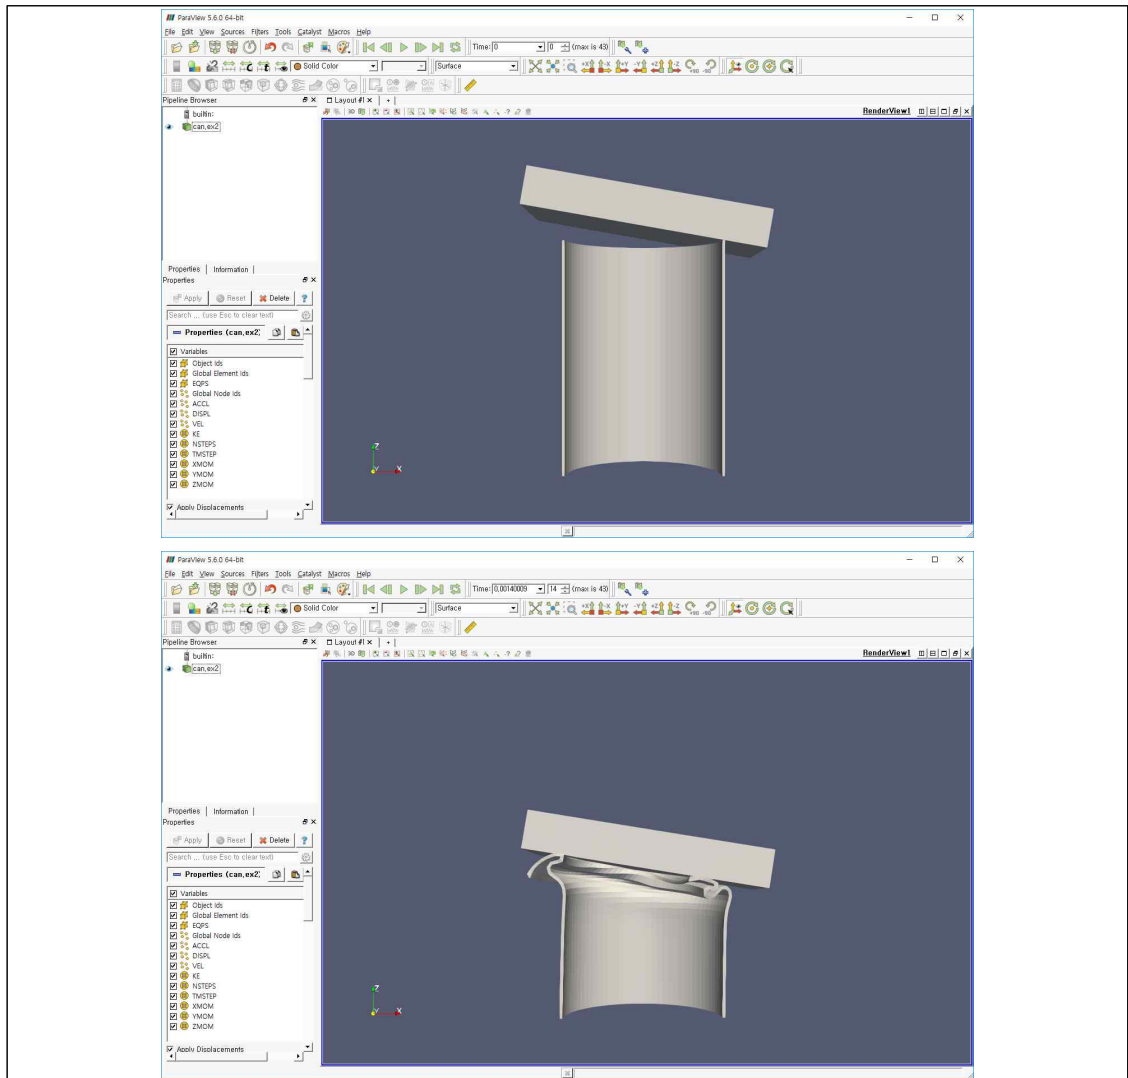 ParaView 5.6.0 64-bit
File Edit View Sources Filters Tools Catalyst Macros Help
Time: 0 0 (max is 43)
Solid Color Surface
+X -X +Y -Y +Z -Z +90 -90
Pipeline Browser
Layout #1 × +
builtin:
3D
RenderView1
can,ex2
Properties Information
Properties
Apply Reset Delete ?
Search ... (use Esc to clear text)
Properties (can,ex2)
Variables
Object Ids
Global Element Ids
EQPS
Global Node Ids
ACCL
DISPL
VEL
KE
NSTEPS
TMSTEP
XMOM
YMOM
ZMOM
Apply Displacements
Z
Y X
ParaView 5.6.0 64-bit
File Edit View Sources Filters Tools Catalyst Macros Help
Time: 0,00140009 14 (max is 43)
Solid Color Surface
+X -X +Y -Y +Z -Z +90 -90
Pipeline Browser
Layout #1 × +
builtin:
3D
RenderView1
can,ex2
Properties Information
Properties
Apply Reset Delete ?
Search ... (use Esc to clear text)
Properties (can,ex2)
Variables
Object Ids
Global Element Ids
EQPS
Global Node Ids
ACCL
DISPL
VEL
KE
NSTEPS
TMSTEP
XMOM
YMOM
ZMOM
Apply Displacements
Z
Y X